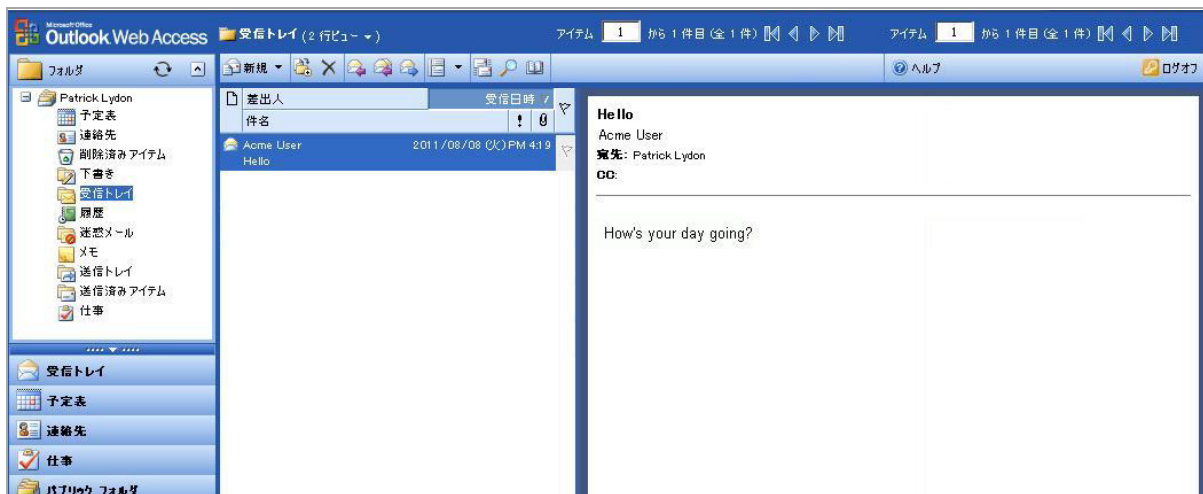 Microsoft Office
Outlook Web Access
受信トレイ (2 行ビュー)
アイテム 1 から 1 件目 (全 1 件)
アイテム 1 から 1 件目 (全 1 件)
フォルダ
新規
ヘルプ
ログオフ
Patrick Lydon
予定表
連絡先
削除済みアイテム
下書き
受信トレイ
履歴
迷惑メール
メモ
送信トレイ
送信済みアイテム
仕事
受信トレイ
予定表
連絡先
仕事
パブリック フォルダ
差出人 受信日時
件名
Acme User 2011/08/08 (火) PM 4:19
Hello
Hello
Acme User
宛先: Patrick Lydon
CC:
How's your day going?